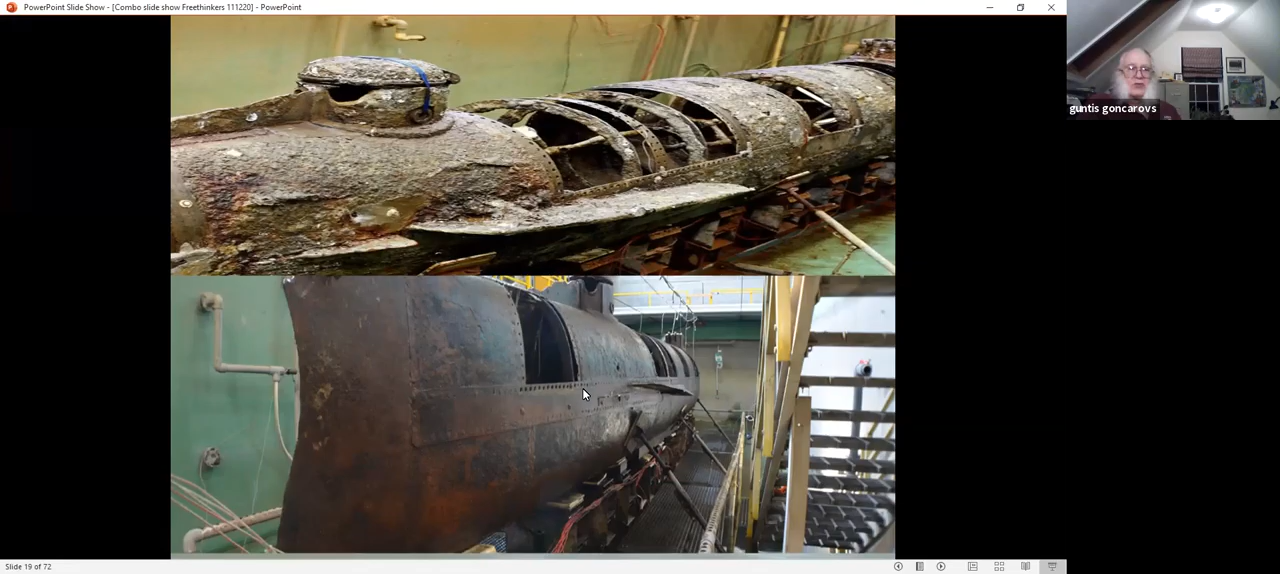 PowerPoint Slide Show - [Combo slide show Freethinkers 111220] - PowerPoint
guntis goncarovs
Slide 19 of 72